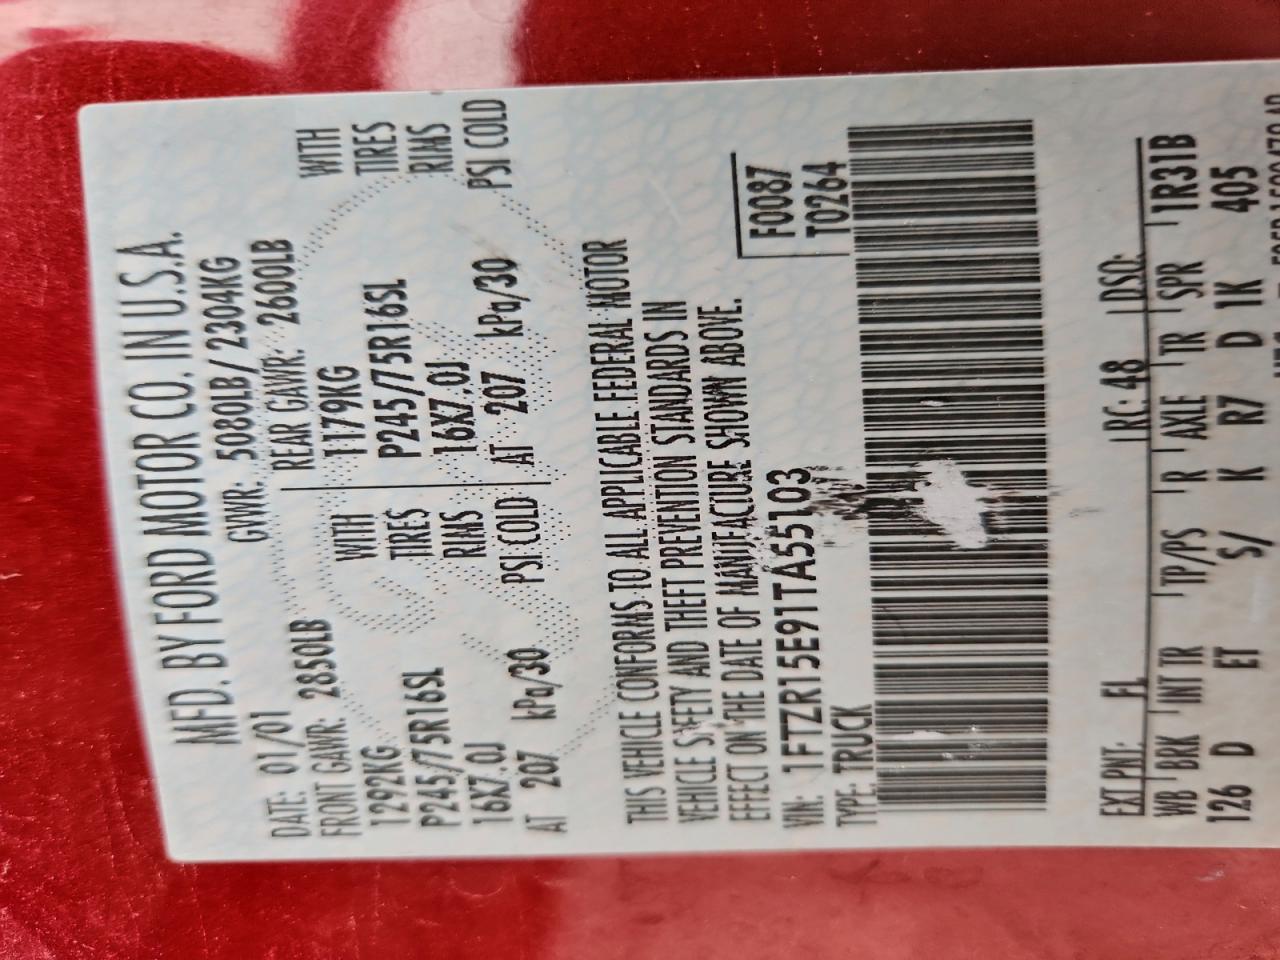 MFD. BY FORD MOTOR CO. IN U.S.A.
DATE: 01/01 GVWR: 5080LB/ 2304KG
FRONT GAWR: 2850LB REAR GAWR: 2600LB
1292KG WITH 1179KG WITH
P245/75R16SL TIRES P245/75R16SL TIRES
16X7.0J RIMS 16X7.0J RIMS
AT 207 kPa/30 PSI COLD AT 207 kPa/30 PSI COLD
THIS VEHICLE CONFORMS TO ALL APPLICABLE FEDERAL MOTOR
VEHICLE SAFETY AND THEFT PREVENTION STANDARDS IN
EFFECT ON THE DATE OF MANUFACTURE SHOWN ABOVE.
VIN: 1FTZR15E91TA55103 F0087
TYPE: TRUCK T0264
EXT PNT: FL RC: 48 DSO:
WB BRK INT TR TP/PS R AXLE TR SPR 1R31B
126 D ET S/ K R7 D 1K 405